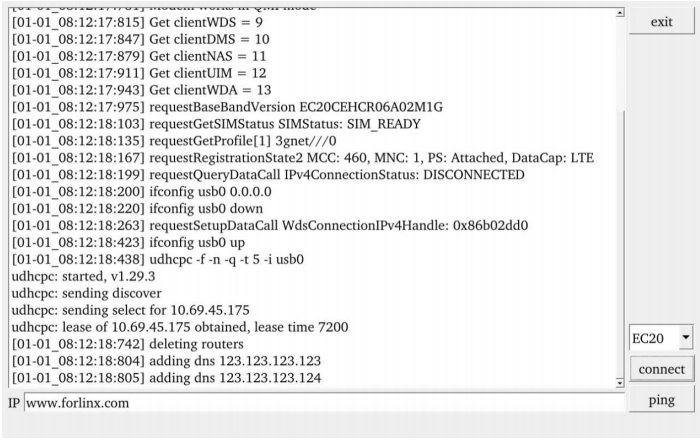 [01-01_08:12:17:815] Get clientWDS = 9
[01-01_08:12:17:847] Get clientDMS = 10
[01-01_08:12:17:879] Get clientNAS = 11
[01-01_08:12:17:911] Get clientUIM = 12
[01-01_08:12:17:943] Get clientWDA = 13
[01-01_08:12:17:975] requestBaseBandVersion EC20CEHCR06A02M1G
[01-01_08:12:18:103] requestGetSIMStatus SIMStatus: SIM_READY
[01-01_08:12:18:135] requestGetProfile[1] 3gnet///0
[01-01_08:12:18:167] requestRegistrationState2 MCC: 460, MNC: 1, PS: Attached, DataCap: LTE
[01-01_08:12:18:199] requestQueryDataCall IPv4ConnectionStatus: DISCONNECTED
[01-01_08:12:18:200] ifconfig usb0 0.0.0.0
[01-01_08:12:18:220] ifconfig usb0 down
[01-01_08:12:18:263] requestSetupDataCall WdsConnectionIPv4Handle: 0x86b02dd0
[01-01_08:12:18:423] ifconfig usb0 up
[01-01_08:12:18:438] udhcpc -f -n -q -t 5 -i usb0
udhcpc: started, v1.29.3
udhcpc: sending discover
udhcpc: sending select for 10.69.45.175
udhcpc: lease of 10.69.45.175 obtained, lease time 7200
[01-01_08:12:18:742] deleting routers
[01-01_08:12:18:804] adding dns 123.123.123.123
[01-01_08:12:18:805] adding dns 123.123.123.124
IP www.forlinx.com
exit
EC20
connect
ping